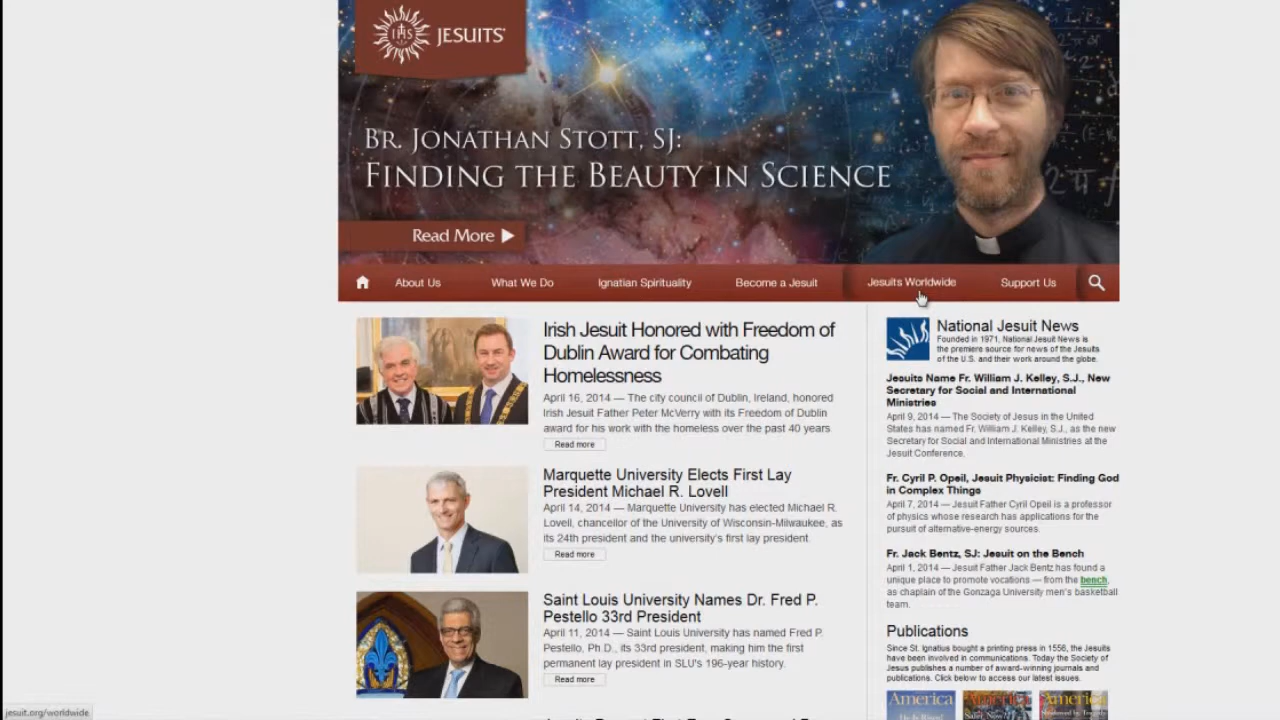 IHS
JESUITS
BR. JONATHAN STOTT, SJ:
FINDING THE BEAUTY IN SCIENCE
Read More
About Us
What We Do
Ignatian Spirituality
Become a Jesuit
Jesuits Worldwide
Support Us
Irish Jesuit Honored with Freedom of
Dublin Award for Combating
Homelessness
April 16, 2014 — The city council of Dublin, Ireland, honored
Irish Jesuit Father Peter McVerry with its Freedom of Dublin
award for his work with the homeless over the past 40 years
Read more
Marquette University Elects First Lay
President Michael R. Lovell
April 14, 2014 — Marquette University has elected Michael R.
Lovell, chancellor of the University of Wisconsin-Milwaukee, as
its 24th president and the university's first lay president.
Read more
Saint Louis University Names Dr. Fred P.
Pestello 33rd President
April 11, 2014 — Saint Louis University has named Fred P.
Pestello, Ph.D., its 33rd president, making him the first
permanent lay president in SLU's 196-year history.
Read more
National Jesuit News
Founded in 1971, National Jesuit News is
the premiere source for news of the Jesuits
of the U.S. and their work around the globe.
Jesuits Name Fr. William J. Kelley, S.J., New
Secretary for Social and International
Ministries
April 9, 2014 — The Society of Jesus in the United
States has named Fr. William J. Kelley, S.J., as the new
Secretary for Social and International Ministries at the
Jesuit Conference.
Fr. Cyril P. Opeil, Jesuit Physicist: Finding God
in Complex Things
April 7, 2014 — Jesuit Father Cyril Opeil is a professor
of physics whose research has applications for the
pursuit of alternative-energy sources.
Fr. Jack Bentz, SJ: Jesuit on the Bench
April 1, 2014 — Jesuit Father Jack Bentz has found a
unique place to promote vocations — from the bench,
as chaplain of the Gonzaga University men's basketball
team.
Publications
Since St. Ignatius bought a printing press in 1556, the Jesuits
have been involved in communications. Today the Society of
Jesus publishes a number of award-winning journals and
publications. Click below to access our latest issues.
America
America
America
jesuit.org/worldwide